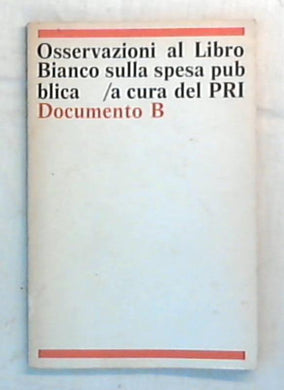 Osservazioni al Libro
Bianco sulla spesa pub
blica /a cura del PRI
Documento B